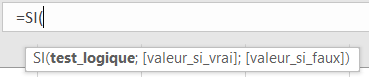 =SI(
SI(test_logique; [valeur_si_vrai]; [valeur_si_faux])